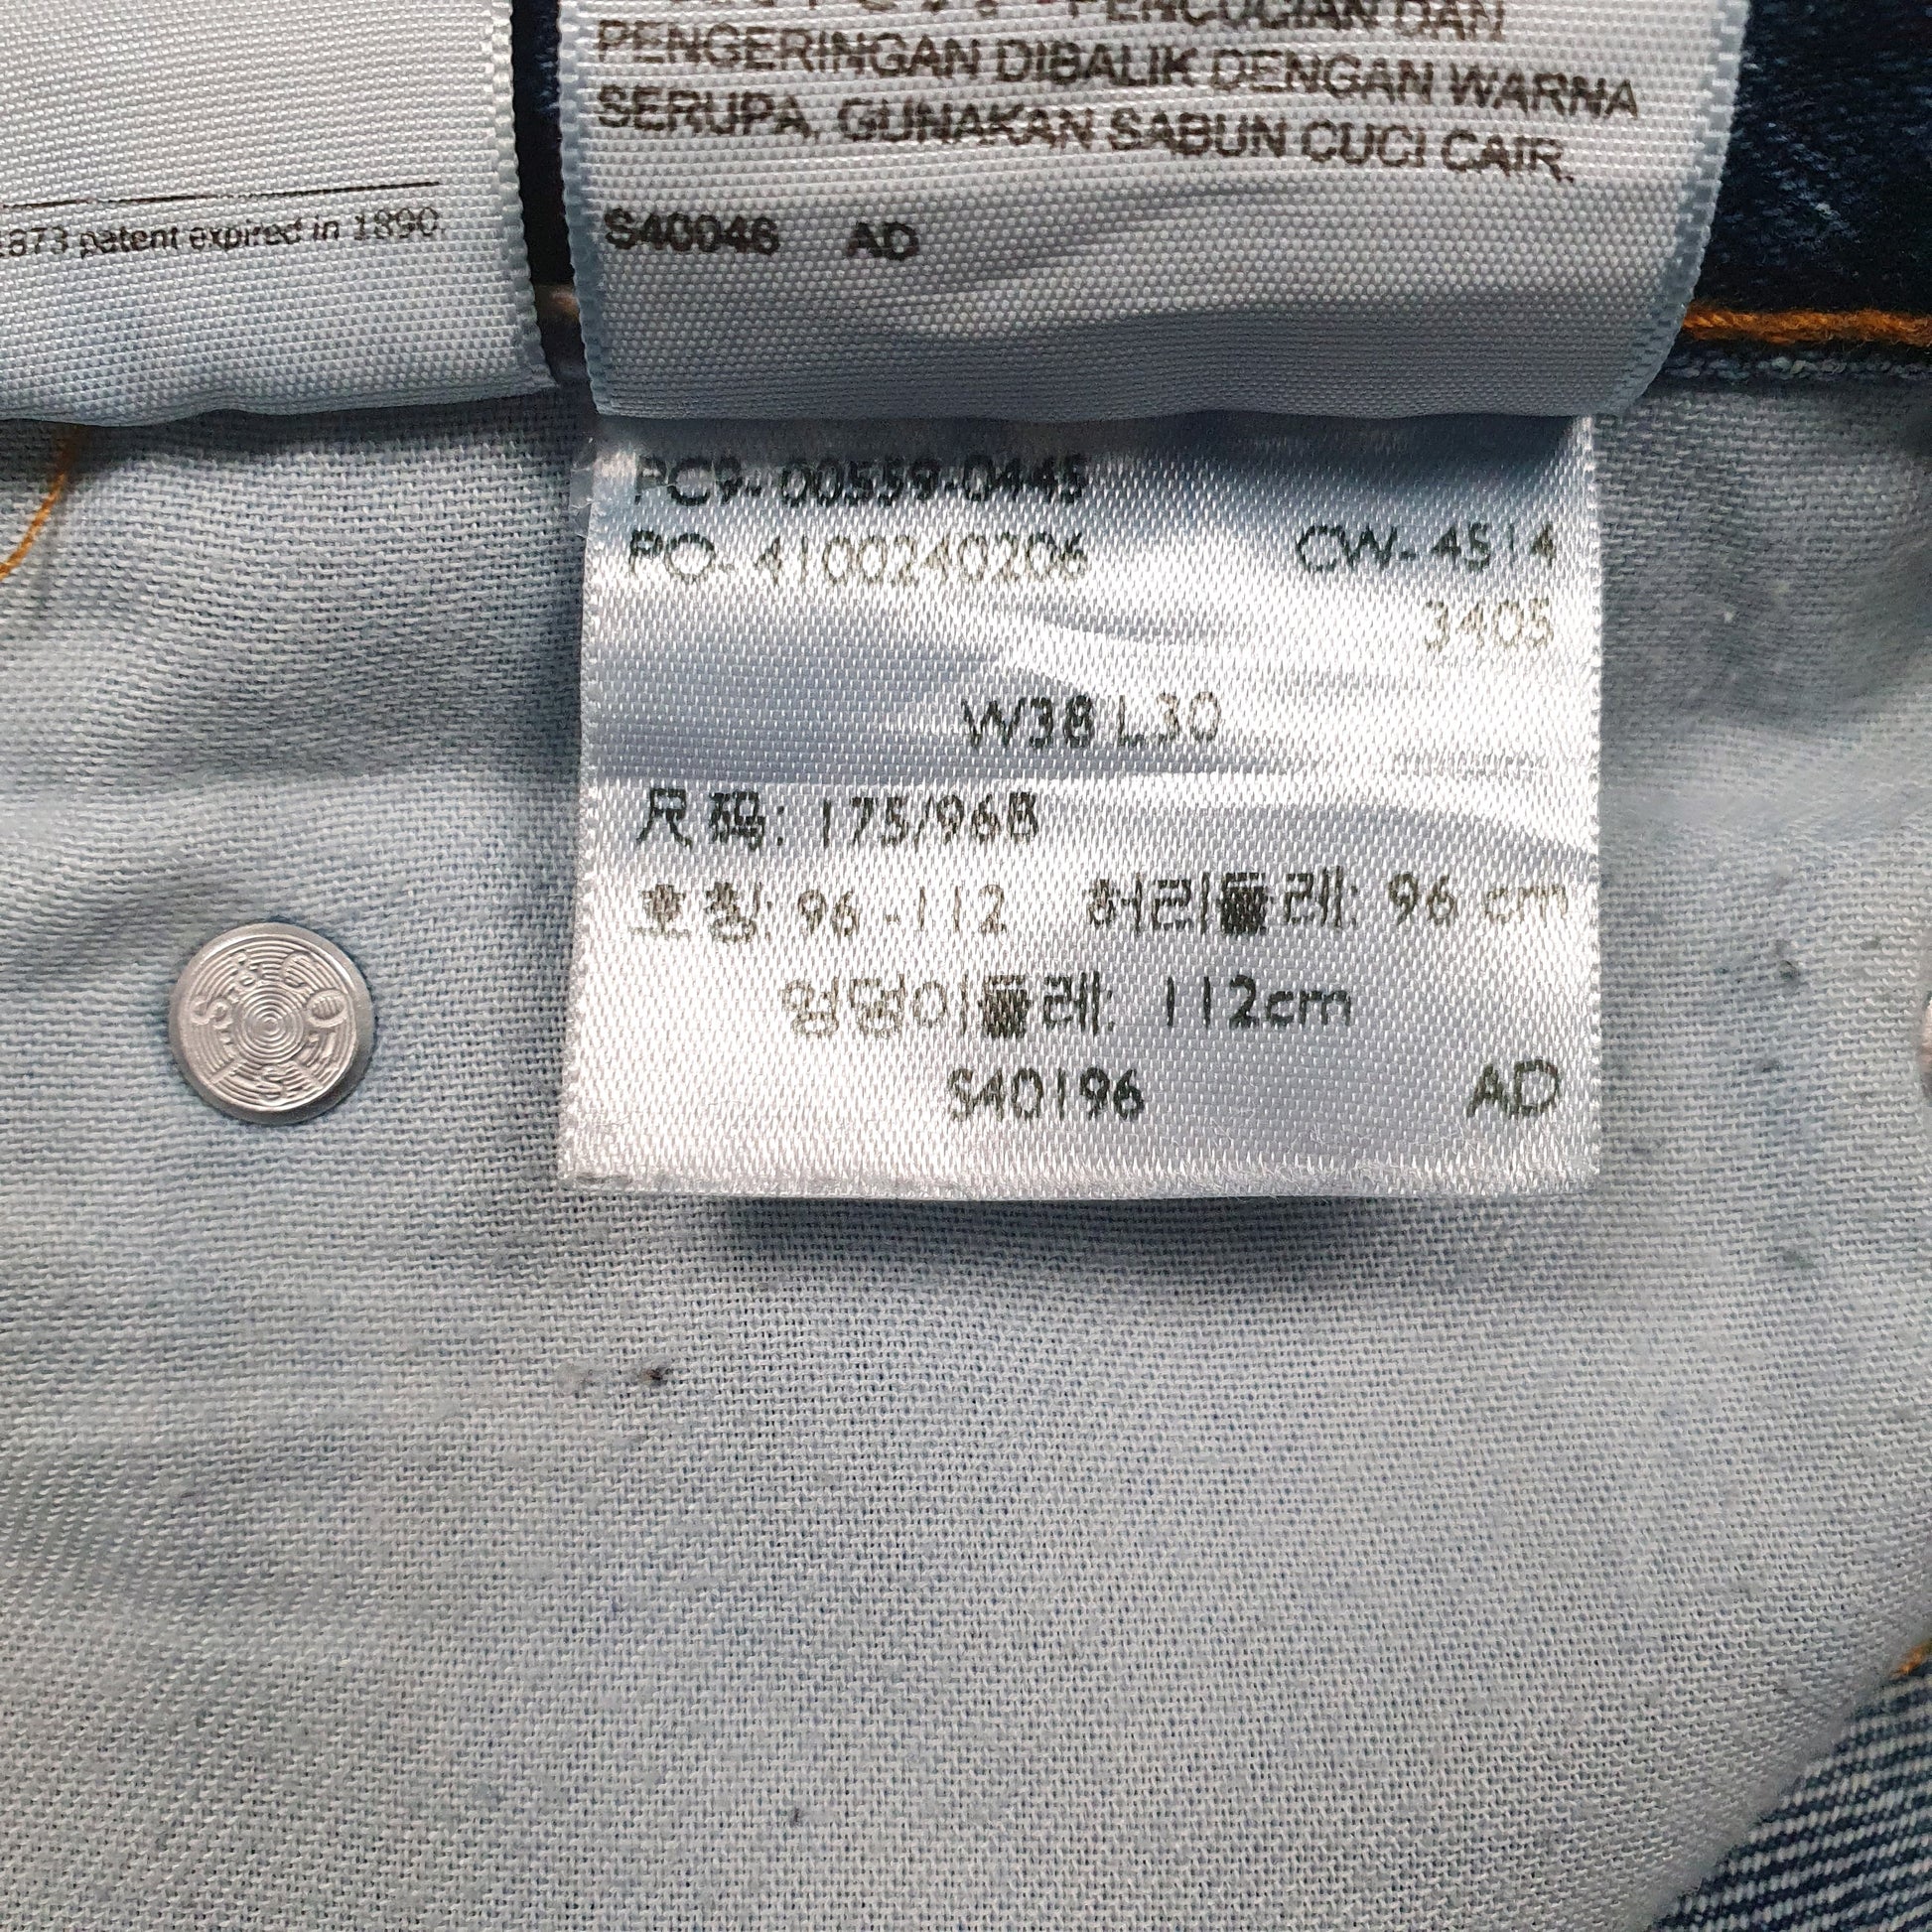 1873 patent expired in 1890.
PENCUCIAN DAN
PENGERINGAN DIBALIK DENGAN WARNA
SERUPA, GUNAKAN SABUN CUCI CAIR.
S40046 AD
PC9-00559-0445
PO-4100240206 CW-4514
3405
W38 L30
尺码: 175/96B
호칭: 96 -112 허리둘레: 96 cm
엉덩이둘레: 112cm
S40196 AD